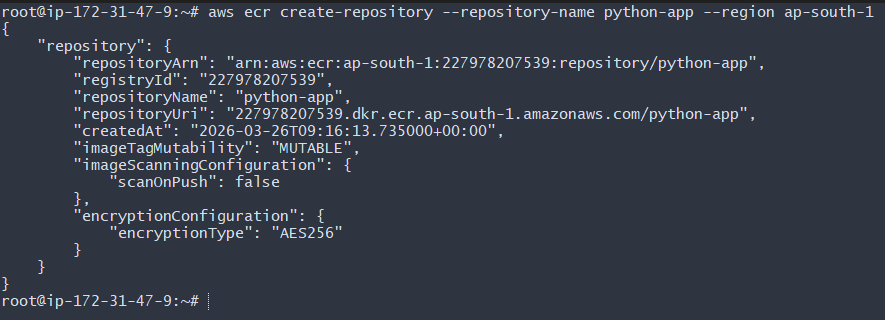 root@ip-172-31-47-9:~# aws ecr create-repository --repository-name python-app --region ap-south-1
{
    "repository": {
        "repositoryArn": "arn:aws:ecr:ap-south-1:227978207539:repository/python-app",
        "registryId": "227978207539",
        "repositoryName": "python-app",
        "repositoryUri": "227978207539.dkr.ecr.ap-south-1.amazonaws.com/python-app",
        "createdAt": "2026-03-26T09:16:13.735000+00:00",
        "imageTagMutability": "MUTABLE",
        "imageScanningConfiguration": {
            "scanOnPush": false
        },
        "encryptionConfiguration": {
            "encryptionType": "AES256"
        }
    }
}
root@ip-172-31-47-9:~#